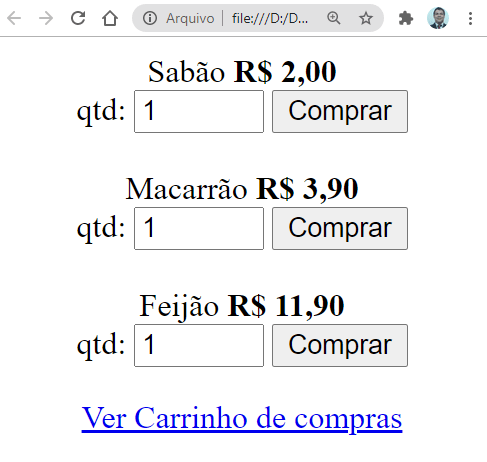 Arquivo | file:///D:/D...
Sabão R$ 2,00
qtd: 1 Comprar
Macarrão R$ 3,90
qtd: 1 Comprar
Feijão R$ 11,90
qtd: 1 Comprar
Ver Carrinho de compras